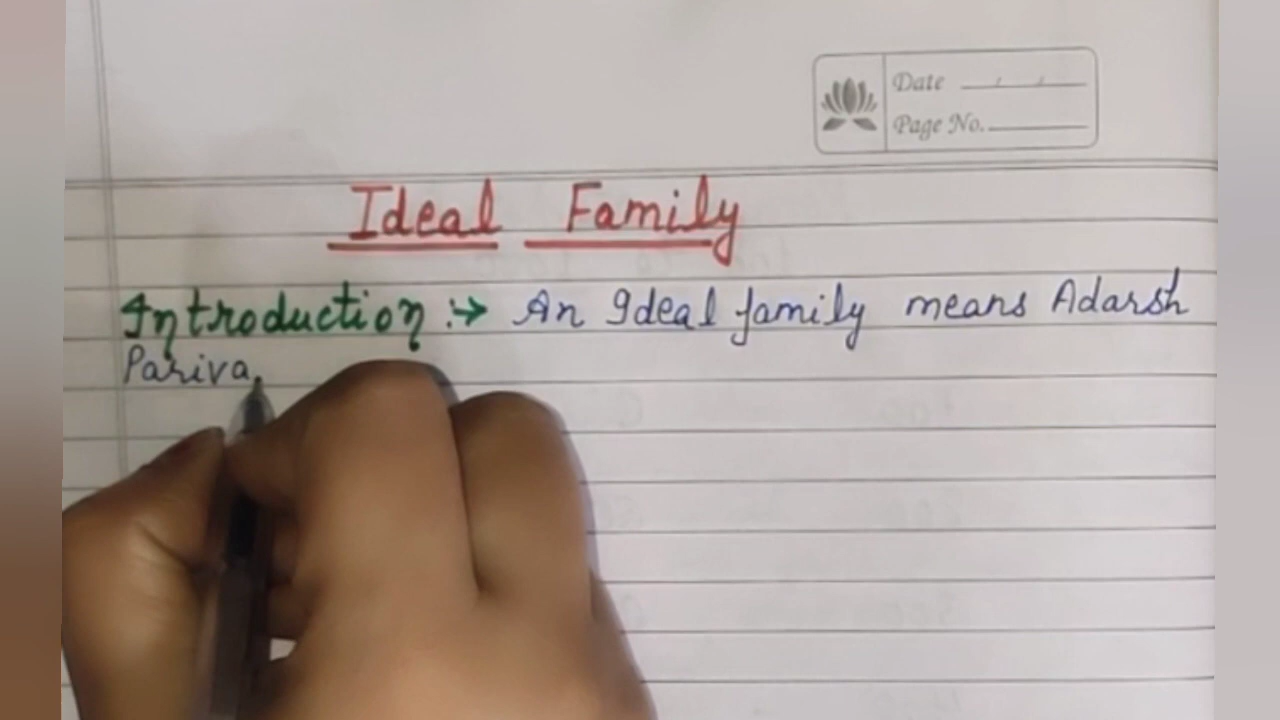 Date
Page No.
Ideal Family
Introduction :→ An Ideal family means Adarsh
Pariva